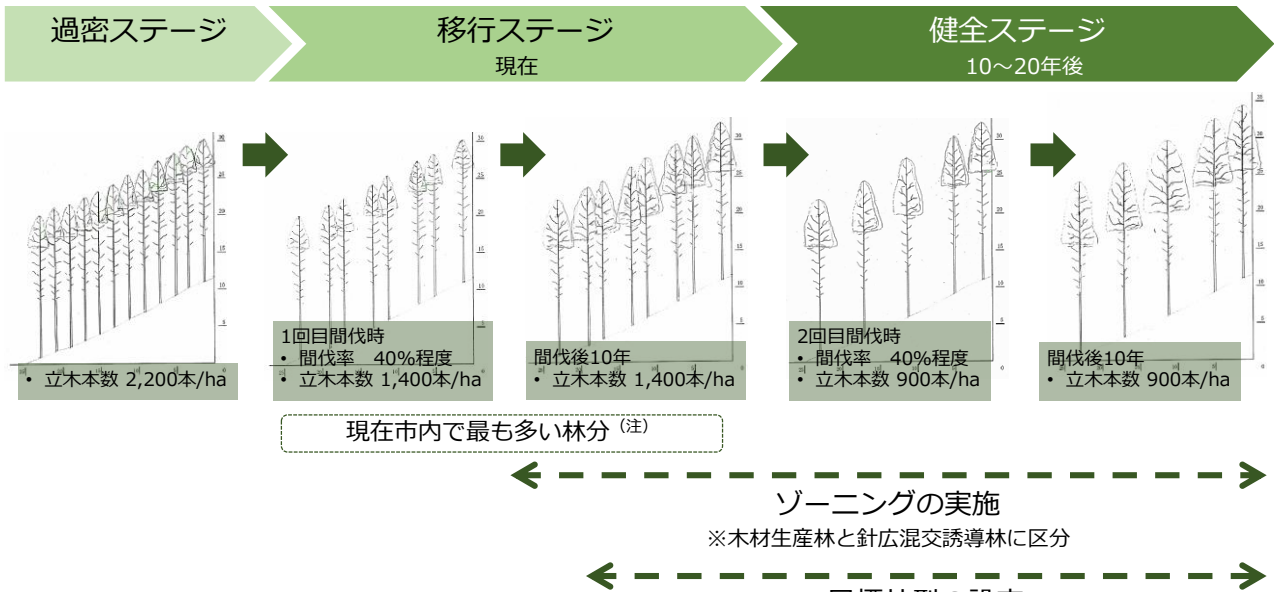 過密ステージ
移行ステージ
現在
健全ステージ
10～20年後
• 立木本数 2,200本/ha
1回目間伐時
• 間伐率　40%程度
• 立木本数 1,400本/ha
間伐後10年
• 立木本数 1,400本/ha
2回目間伐時
• 間伐率　40%程度
• 立木本数 900本/ha
間伐後10年
• 立木本数 900本/ha
現在市内で最も多い林分（注）
ゾーニングの実施
※木材生産林と針広混交誘導林に区分